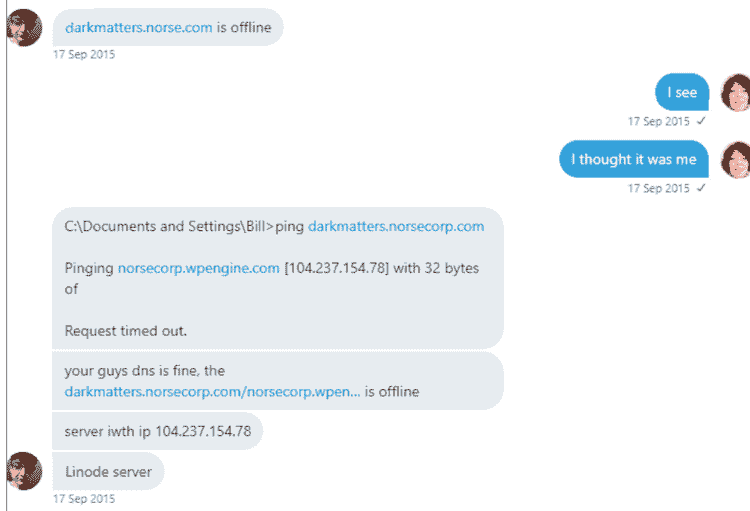 darkmatters.norse.com is offline
17 Sep 2015
I see
17 Sep 2015 ✓
I thought it was me
17 Sep 2015 ✓
C:\Documents and Settings\Bill>ping darkmatters.norsecorp.com
Pinging norsecorp.wpengine.com [104.237.154.78] with 32 bytes
of
Request timed out.
your guys dns is fine, the
darkmatters.norsecorp.com/norsecorp.wpen... is offline
server iwth ip 104.237.154.78
Linode server
17 Sep 2015